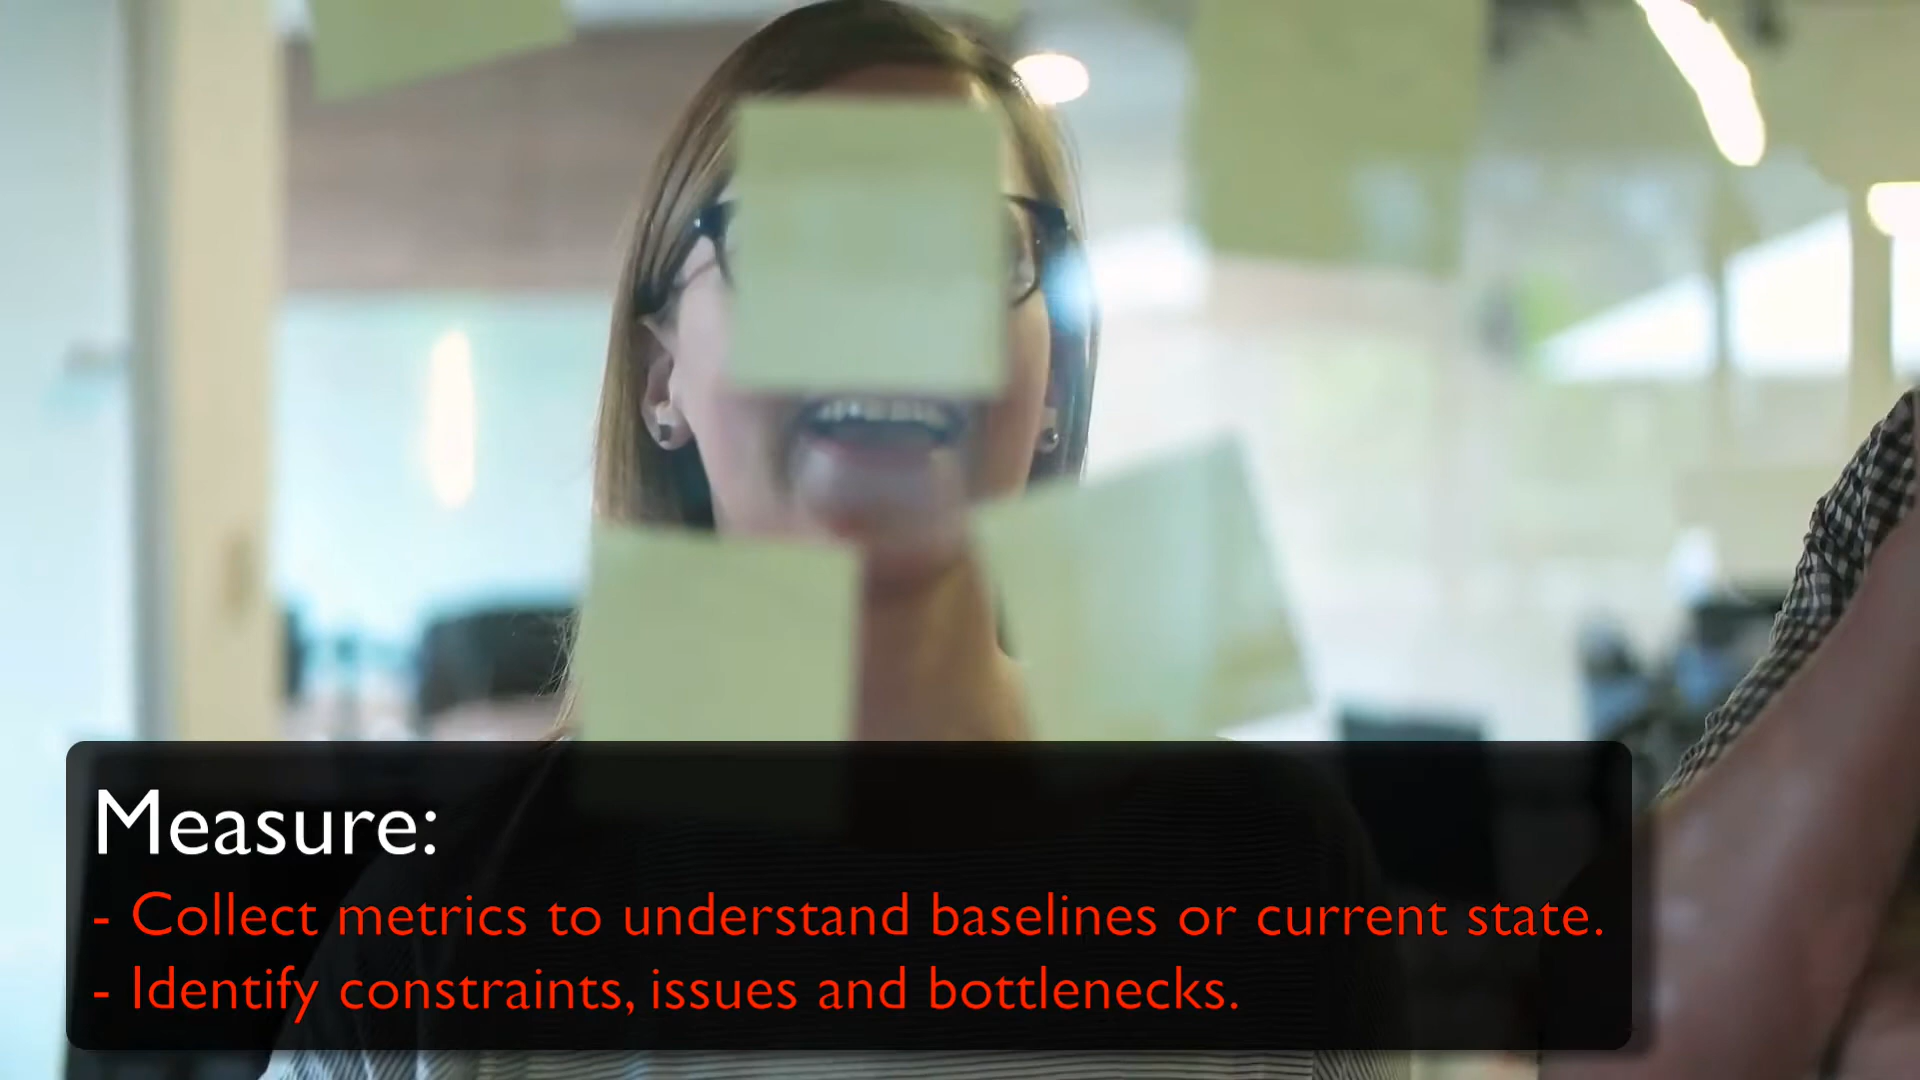 Measure:
- Collect metrics to understand baselines or current state.
- Identify constraints, issues and bottlenecks.